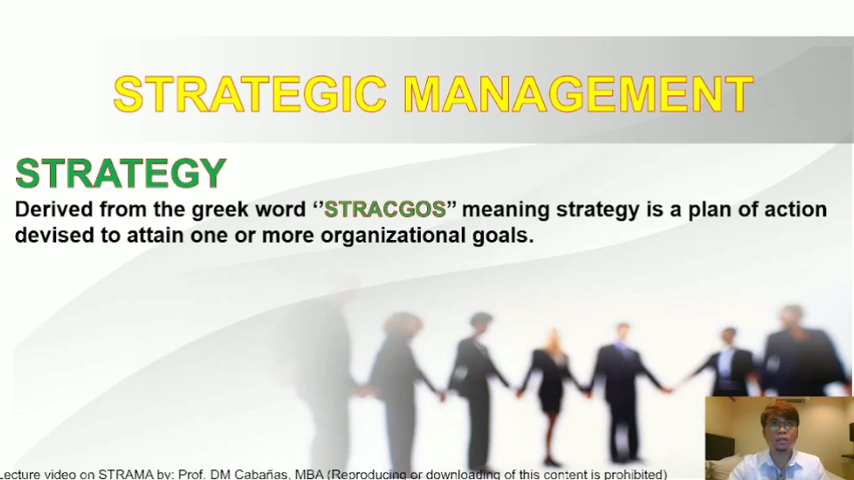 STRATEGIC MANAGEMENT
STRATEGY
Derived from the greek word ‘’STRACGOS’’ meaning strategy is a plan of action
devised to attain one or more organizational goals.
Lecture video on STRAMA by: Prof. DM Cabañas, MBA (Reproducing or downloading of this content is prohibited)